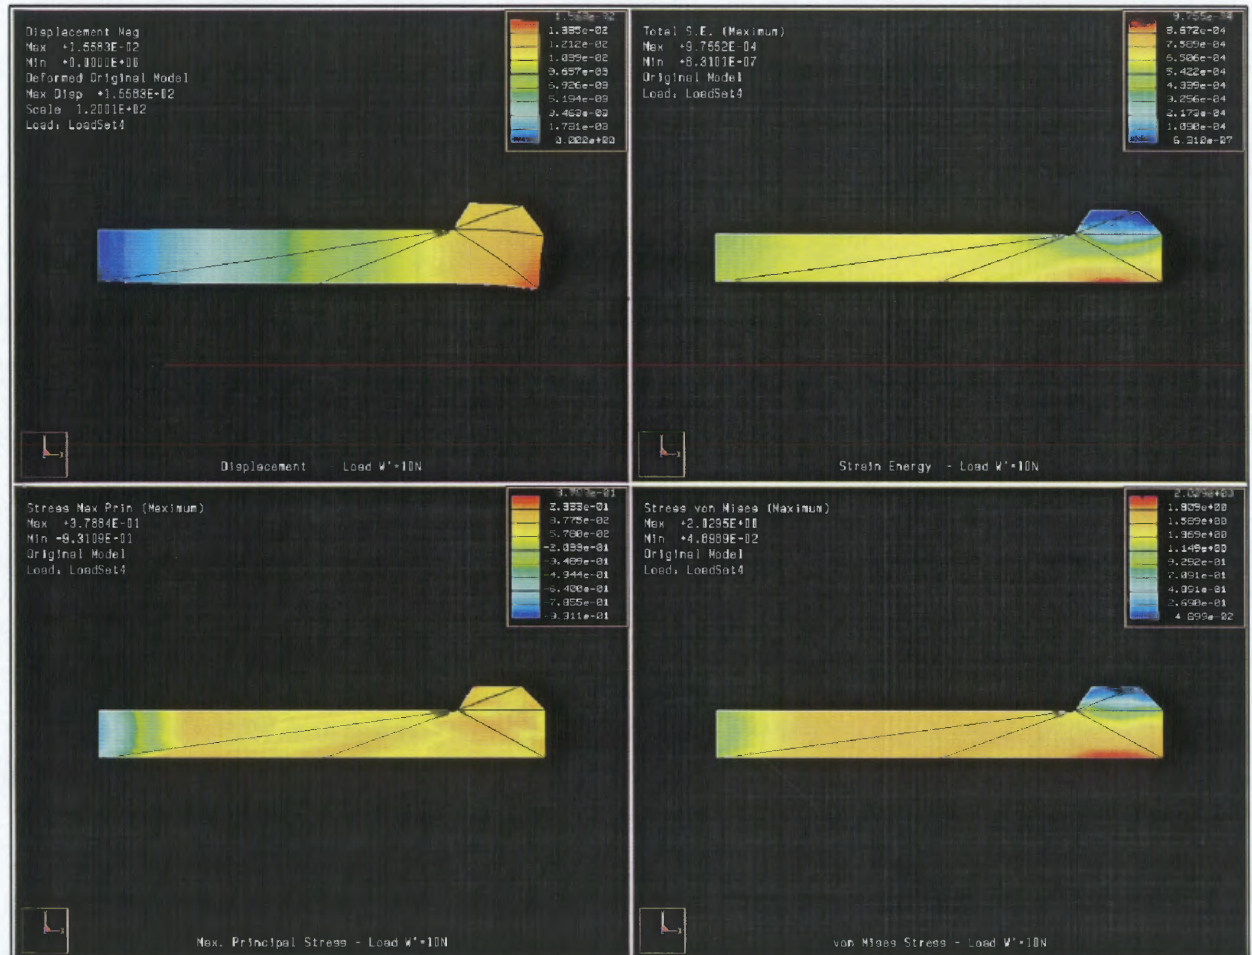 Displacement Mag
Max +1.5583E-02
Min +0.0000E+00
Deformed Original Model
Max Disp +1.5583E-02
Scale 1.2001E+02
Load: LoadSet4
1.385e-02
1.212e-02
1.039e-02
8.657e-03
6.926e-03
5.194e-03
3.463e-03
1.731e-03
0.000e+00
Displacement Load W'=10N
Total S.E. (Maximum)
Max +9.7552E-04
Min +6.3101E-07
Original Model
Load: LoadSet4
9.755e-04
8.672e-04
7.589e-04
6.506e-04
5.422e-04
4.339e-04
3.256e-04
2.173e-04
1.090e-04
6.310e-07
Strain Energy - Load W'=10N
Stress Max Prin (Maximum)
Max +3.7884E-01
Min -9.3109E-01
Original Model
Load: LoadSet4
2.333e-01
8.775e-02
-2.033e-01
-3.489e-01
-4.944e-01
-6.400e-01
-7.855e-01
-9.311e-01
Max. Principal Stress - Load W'=10N
Stress von Mises (Maximum)
Max +2.0295E+00
Min +4.8989E-02
Original Model
Load: LoadSet4
2.029e+00
1.809e+00
1.589e+00
1.369e+00
1.149e+00
9.292e-01
7.091e-01
4.891e-01
2.690e-01
4.899e-02
von Mises Stress - Load W'=10N